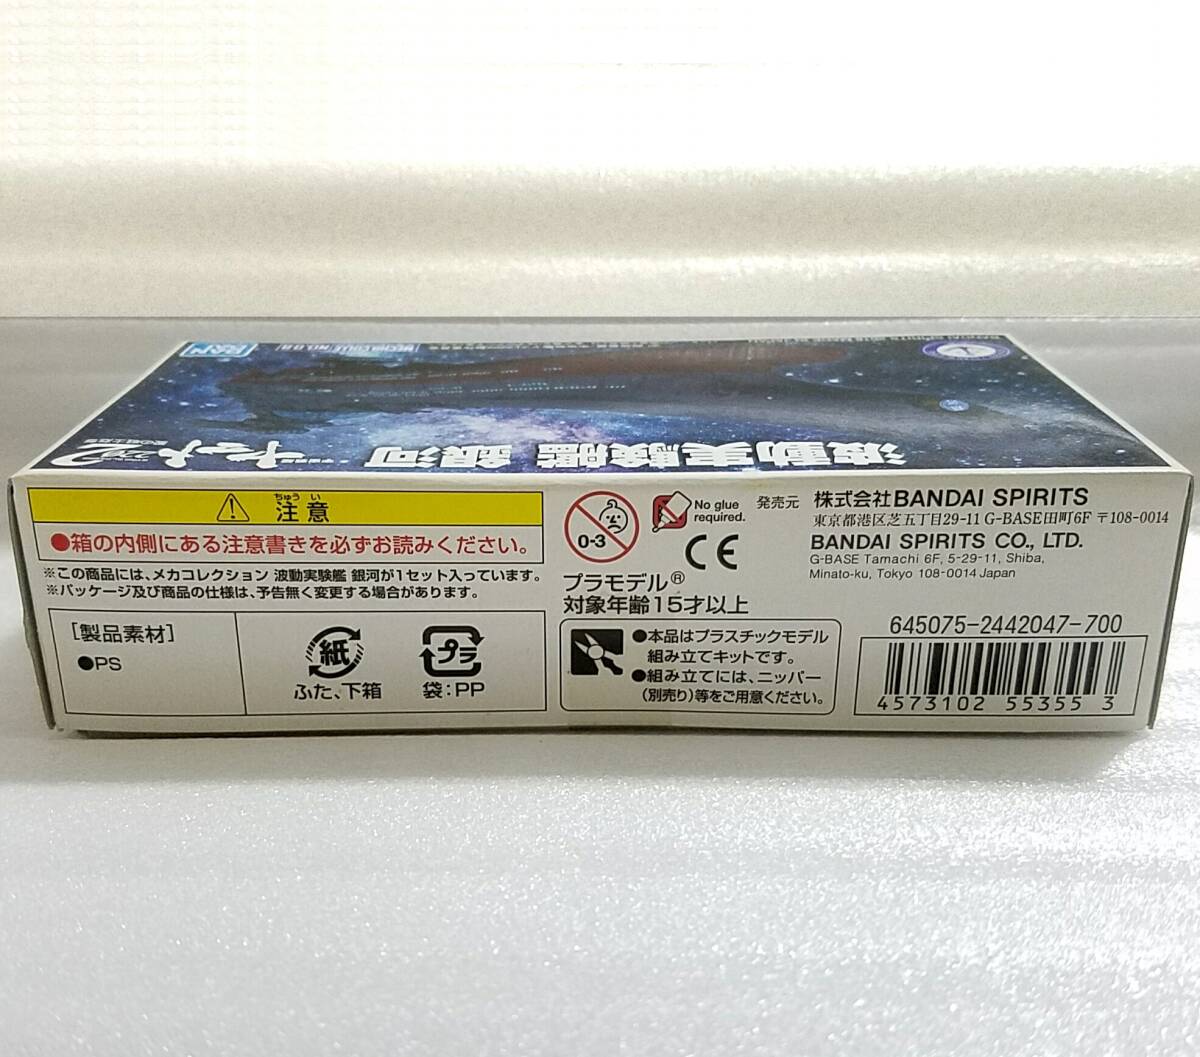 波動実験艦 銀河
ちゅう い
注意
●箱の内側にある注意書きを必ずお読みください。
※この商品には、メカコレクション 波動実験艦 銀河が1セット入っています。
※パッケージ及び商品の仕様は、予告無く変更する場合があります。
[製品素材]
●PS
紙
ふた、下箱
プラ
袋:PP
0-3
No glue
required.
CE
プラモデル®
対象年齢15才以上
●本品はプラスチックモデル
組み立てキットです。
●組み立てには、ニッパー
(別売り)等をご用意ください。
発売元 株式会社BANDAI SPIRITS
東京都港区芝五丁目29-11 G-BASE田町6F 〒108-0014
BANDAI SPIRITS CO., LTD.
G-BASE Tamachi 6F, 5-29-11, Shiba,
Minato-ku, Tokyo 108-0014 Japan
645075-2442047-700
4573102 55355 3